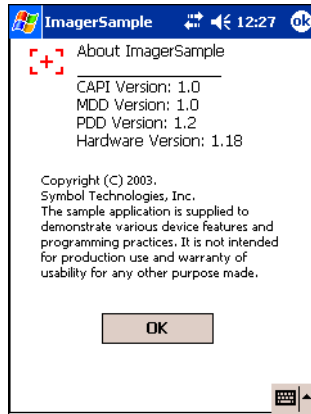 ImagerSample 12:27 ok
About ImagerSample
CAPI Version: 1.0
MDD Version: 1.0
PDD Version: 1.2
Hardware Version: 1.18
Copyright (C) 2003.
Symbol Technologies, Inc.
The sample application is supplied to
demonstrate various device features and
programming practices. It is not intended
for production use and warranty of
usability for any other purpose made.
OK